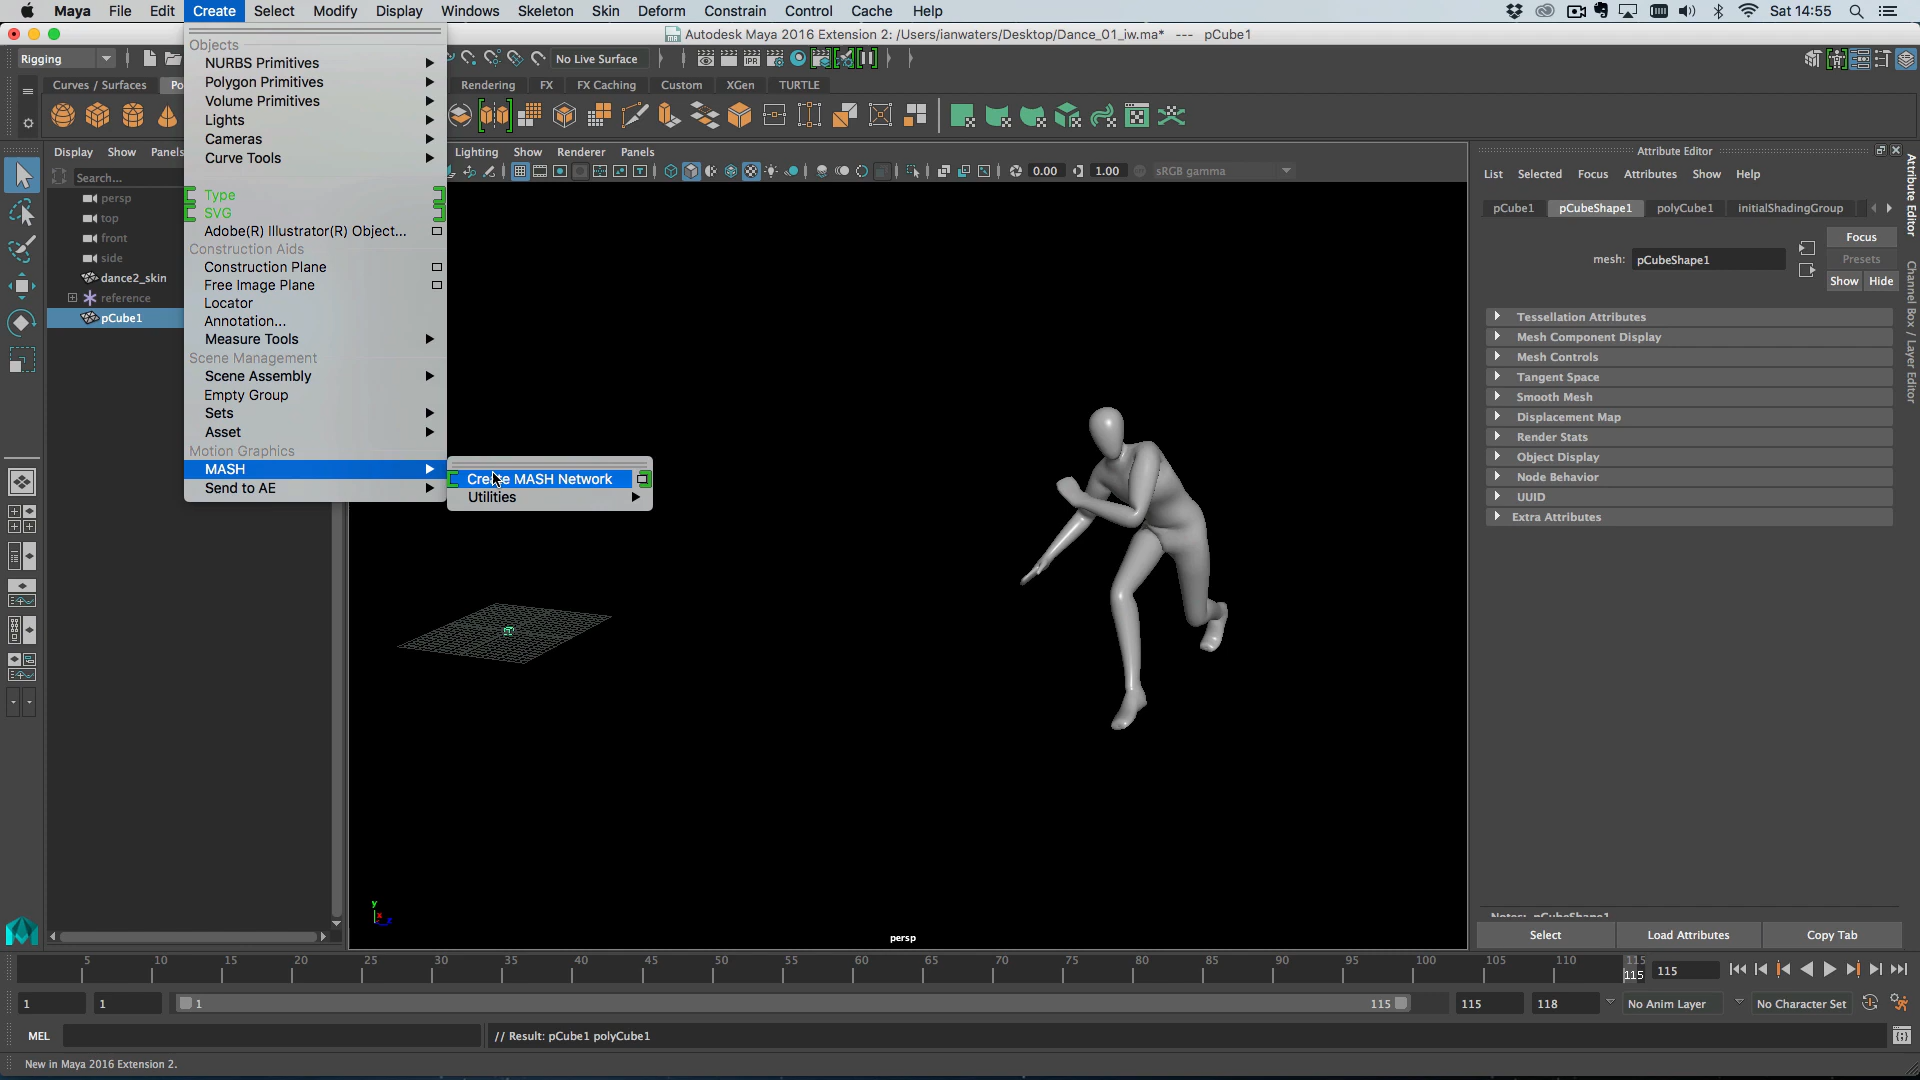 Maya File Edit Create Select Modify Display Windows Skeleton Skin Deform Constrain Control Cache Help
Sat 14:55
Autodesk Maya 2016 Extension 2: /Users/ianwaters/Desktop/Dance_01_iw.ma* --- pCube1
Rigging
No Live Surface
Curves / Surfaces
Rendering FX FX Caching Custom XGen TURTLE
Display Show Panels
Lighting Show Renderer Panels
0.00 1.00 sRGB gamma
Search...
persp
top
front
side
dance2_skin
reference
pCube1
Objects
NURBS Primitives
Polygon Primitives
Volume Primitives
Lights
Cameras
Curve Tools
Type
SVG
Adobe(R) Illustrator(R) Object...
Construction Aids
Construction Plane
Free Image Plane
Locator
Annotation...
Measure Tools
Scene Management
Scene Assembly
Empty Group
Sets
Asset
Motion Graphics
MASH
Send to AE
Create MASH Network
Utilities
y
x
z
persp
Attribute Editor
List Selected Focus Attributes Show Help
pCube1 pCubeShape1 polyCube1 initialShadingGroup
mesh: pCubeShape1
Focus
Presets
Show Hide
Tessellation Attributes
Mesh Component Display
Mesh Controls
Tangent Space
Smooth Mesh
Displacement Map
Render Stats
Object Display
Node Behavior
UUID
Extra Attributes
Notes: pCubeShape1
Select Load Attributes Copy Tab
Attribute Editor
Channel Box / Layer Editor
5 10 15 20 25 30 35 40 45 50 55 60 65 70 75 80 85 90 95 100 105 110 115
115
115
1 1 1 115 115 118 No Anim Layer No Character Set
MEL
// Result: pCube1 polyCube1
New in Maya 2016 Extension 2.